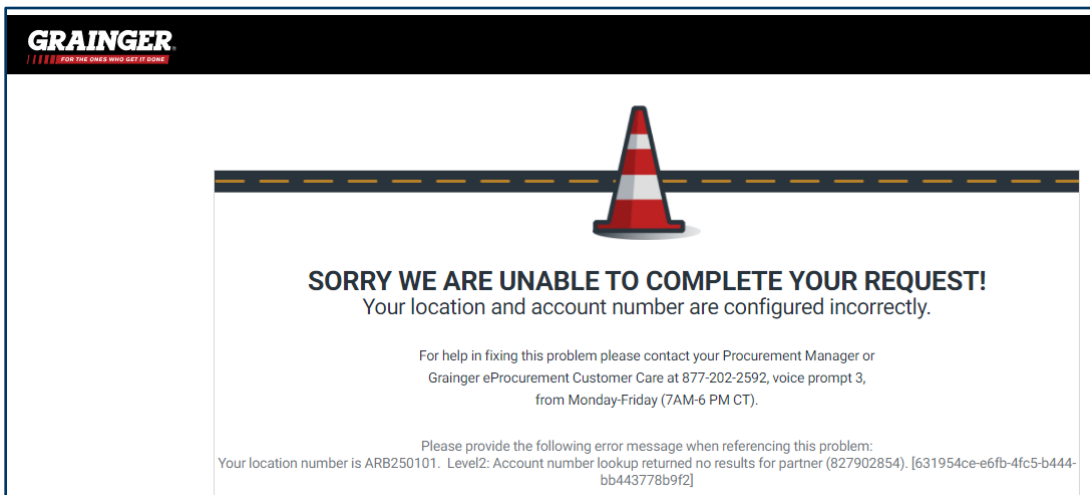 GRAINGER
FOR THE ONES WHO GET IT DONE
SORRY WE ARE UNABLE TO COMPLETE YOUR REQUEST!
Your location and account number are configured incorrectly.
For help in fixing this problem please contact your Procurement Manager or
Grainger eProcurement Customer Care at 877-202-2592, voice prompt 3,
from Monday-Friday (7AM-6 PM CT).
Please provide the following error message when referencing this problem:
Your location number is ARB250101. Level2: Account number lookup returned no results for partner (827902854). [631954ce-e6fb-4fc5-b444-
bb443778b9f2]